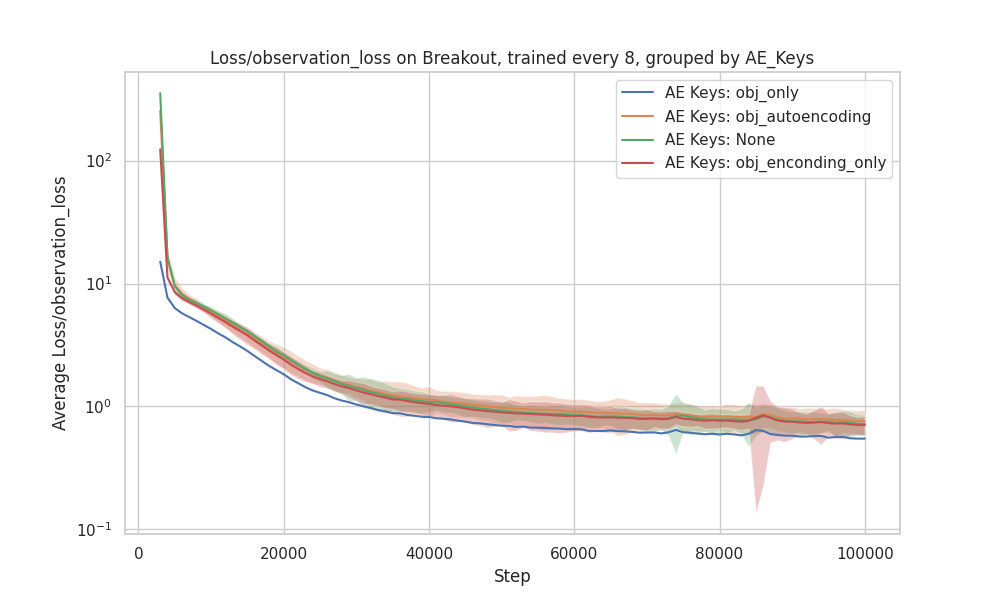 Loss/observation_loss on Breakout, trained every 8, grouped by AE_Keys
AE Keys: obj_only
AE Keys: obj_autoencoding
AE Keys: None
AE Keys: obj_enconding_only
Average Loss/observation_loss
10²
10¹
10⁰
10⁻¹
0 20000 40000 60000 80000 100000
Step